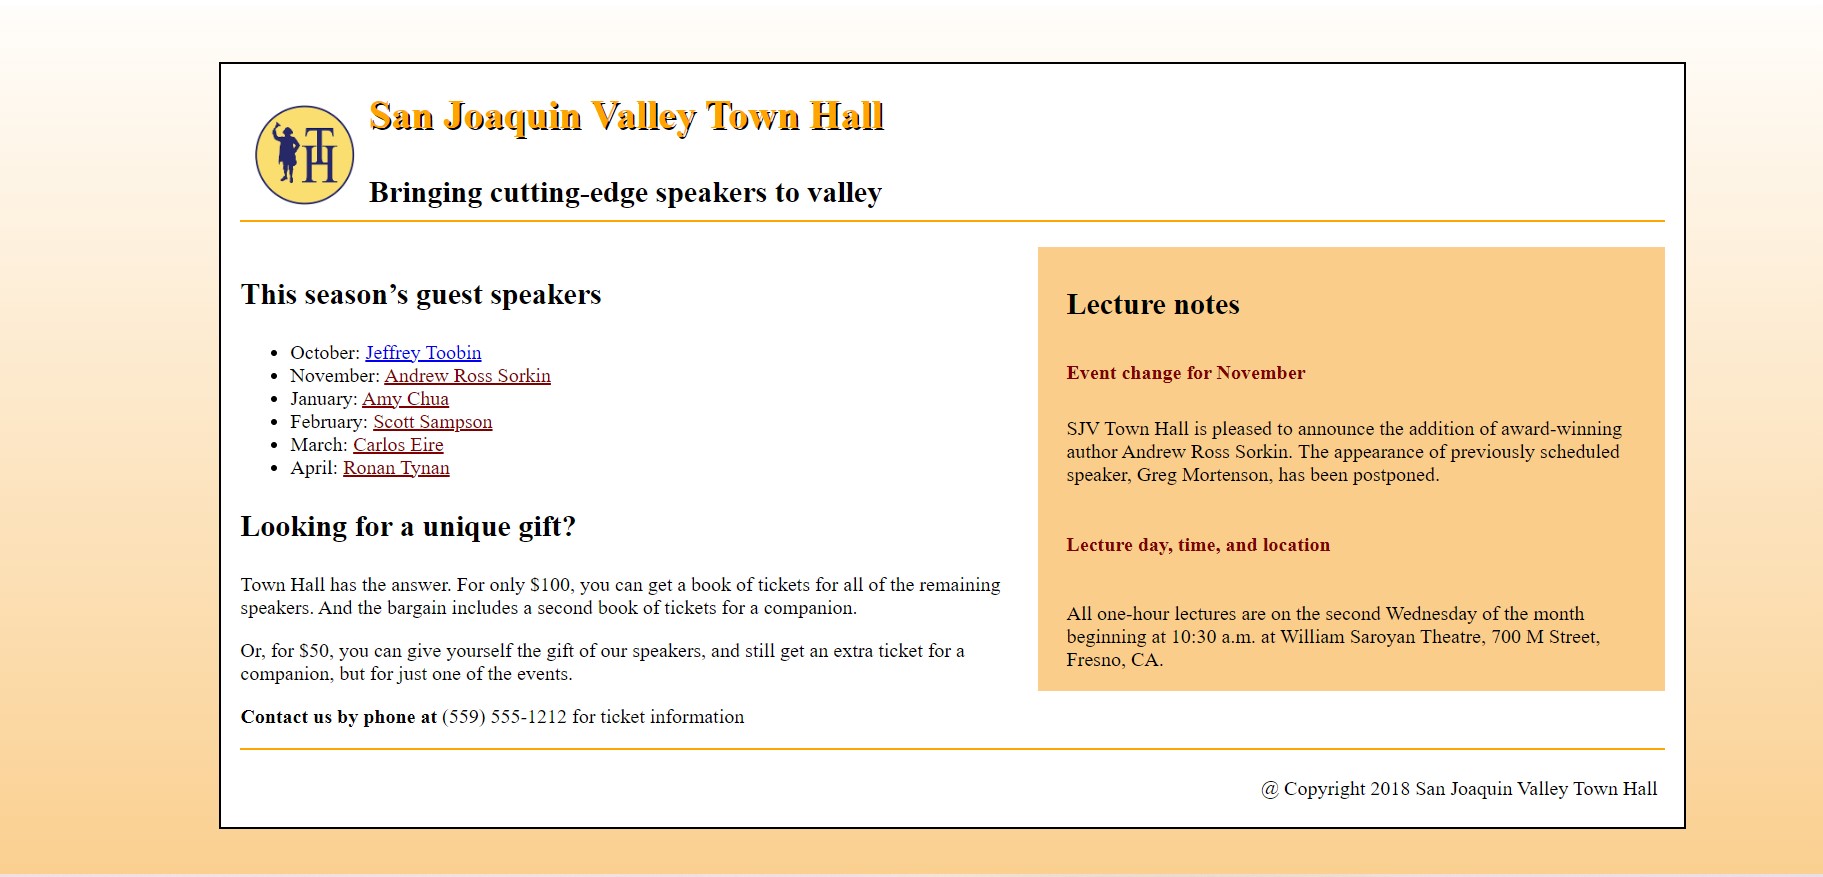 TH
San Joaquin Valley Town Hall
Bringing cutting-edge speakers to valley
This season’s guest speakers
October: Jeffrey Toobin
November: Andrew Ross Sorkin
January: Amy Chua
February: Scott Sampson
March: Carlos Eire
April: Ronan Tynan
Looking for a unique gift?
Town Hall has the answer. For only $100, you can get a book of tickets for all of the remaining
speakers. And the bargain includes a second book of tickets for a companion.
Or, for $50, you can give yourself the gift of our speakers, and still get an extra ticket for a
companion, but for just one of the events.
Contact us by phone at (559) 555-1212 for ticket information
Lecture notes
Event change for November
SJV Town Hall is pleased to announce the addition of award-winning
author Andrew Ross Sorkin. The appearance of previously scheduled
speaker, Greg Mortenson, has been postponed.
Lecture day, time, and location
All one-hour lectures are on the second Wednesday of the month
beginning at 10:30 a.m. at William Saroyan Theatre, 700 M Street,
Fresno, CA.
@ Copyright 2018 San Joaquin Valley Town Hall